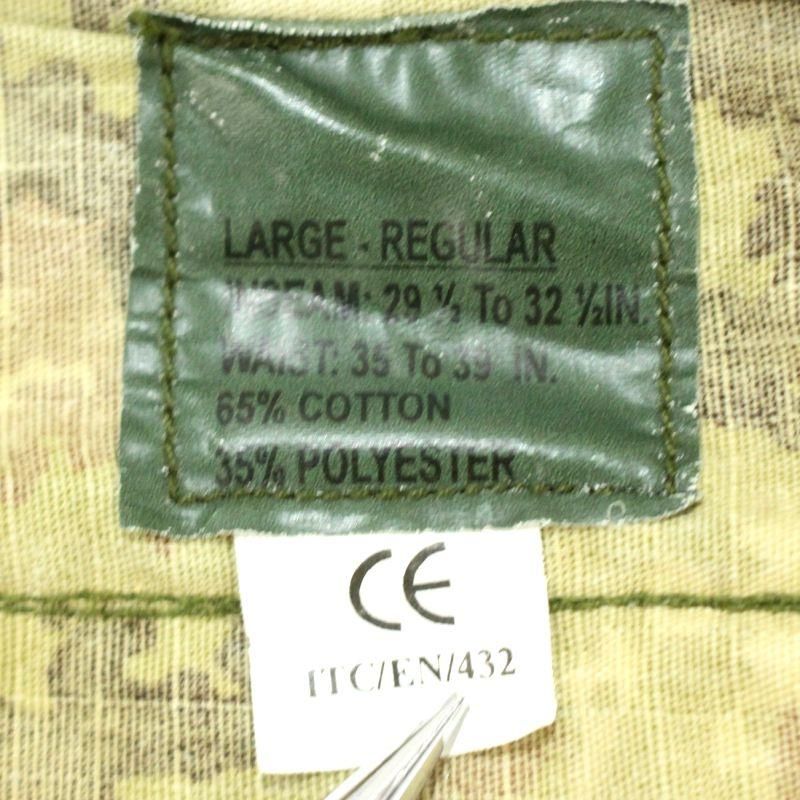 LARGE - REGULAR
INSEAM: 29 ½ To 32 ½IN.
WAIST: 35 To 39 IN.
65% COTTON
35% POLYESTER
CE
ITC/EN/432